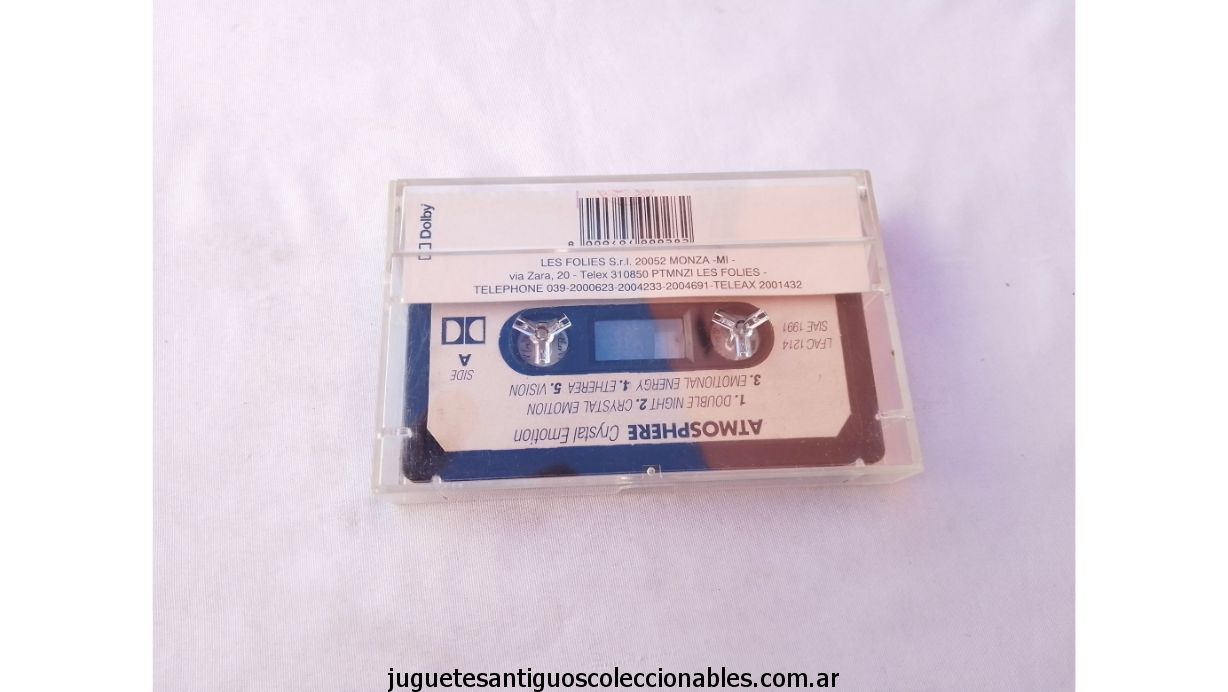 Dolby
LES FOLIES S.r.l. 20052 MONZA -MI -
via Zara, 20 - Telex 310850 PTMNZI LES FOLIES -
TELEPHONE 039-2000623-2004233-2004691-TELEAX 2001432
ATMOSPHERE Crystal Emotion
1. DOUBLE NIGHT 2. CRYSTAL EMOTION
3. EMOTIONAL ENERGY 4. ETHEREA 5. VISION
SIDE
A
LFAC 1214
SIAE 1991
juguetesantiguoscoleccionables.com.ar